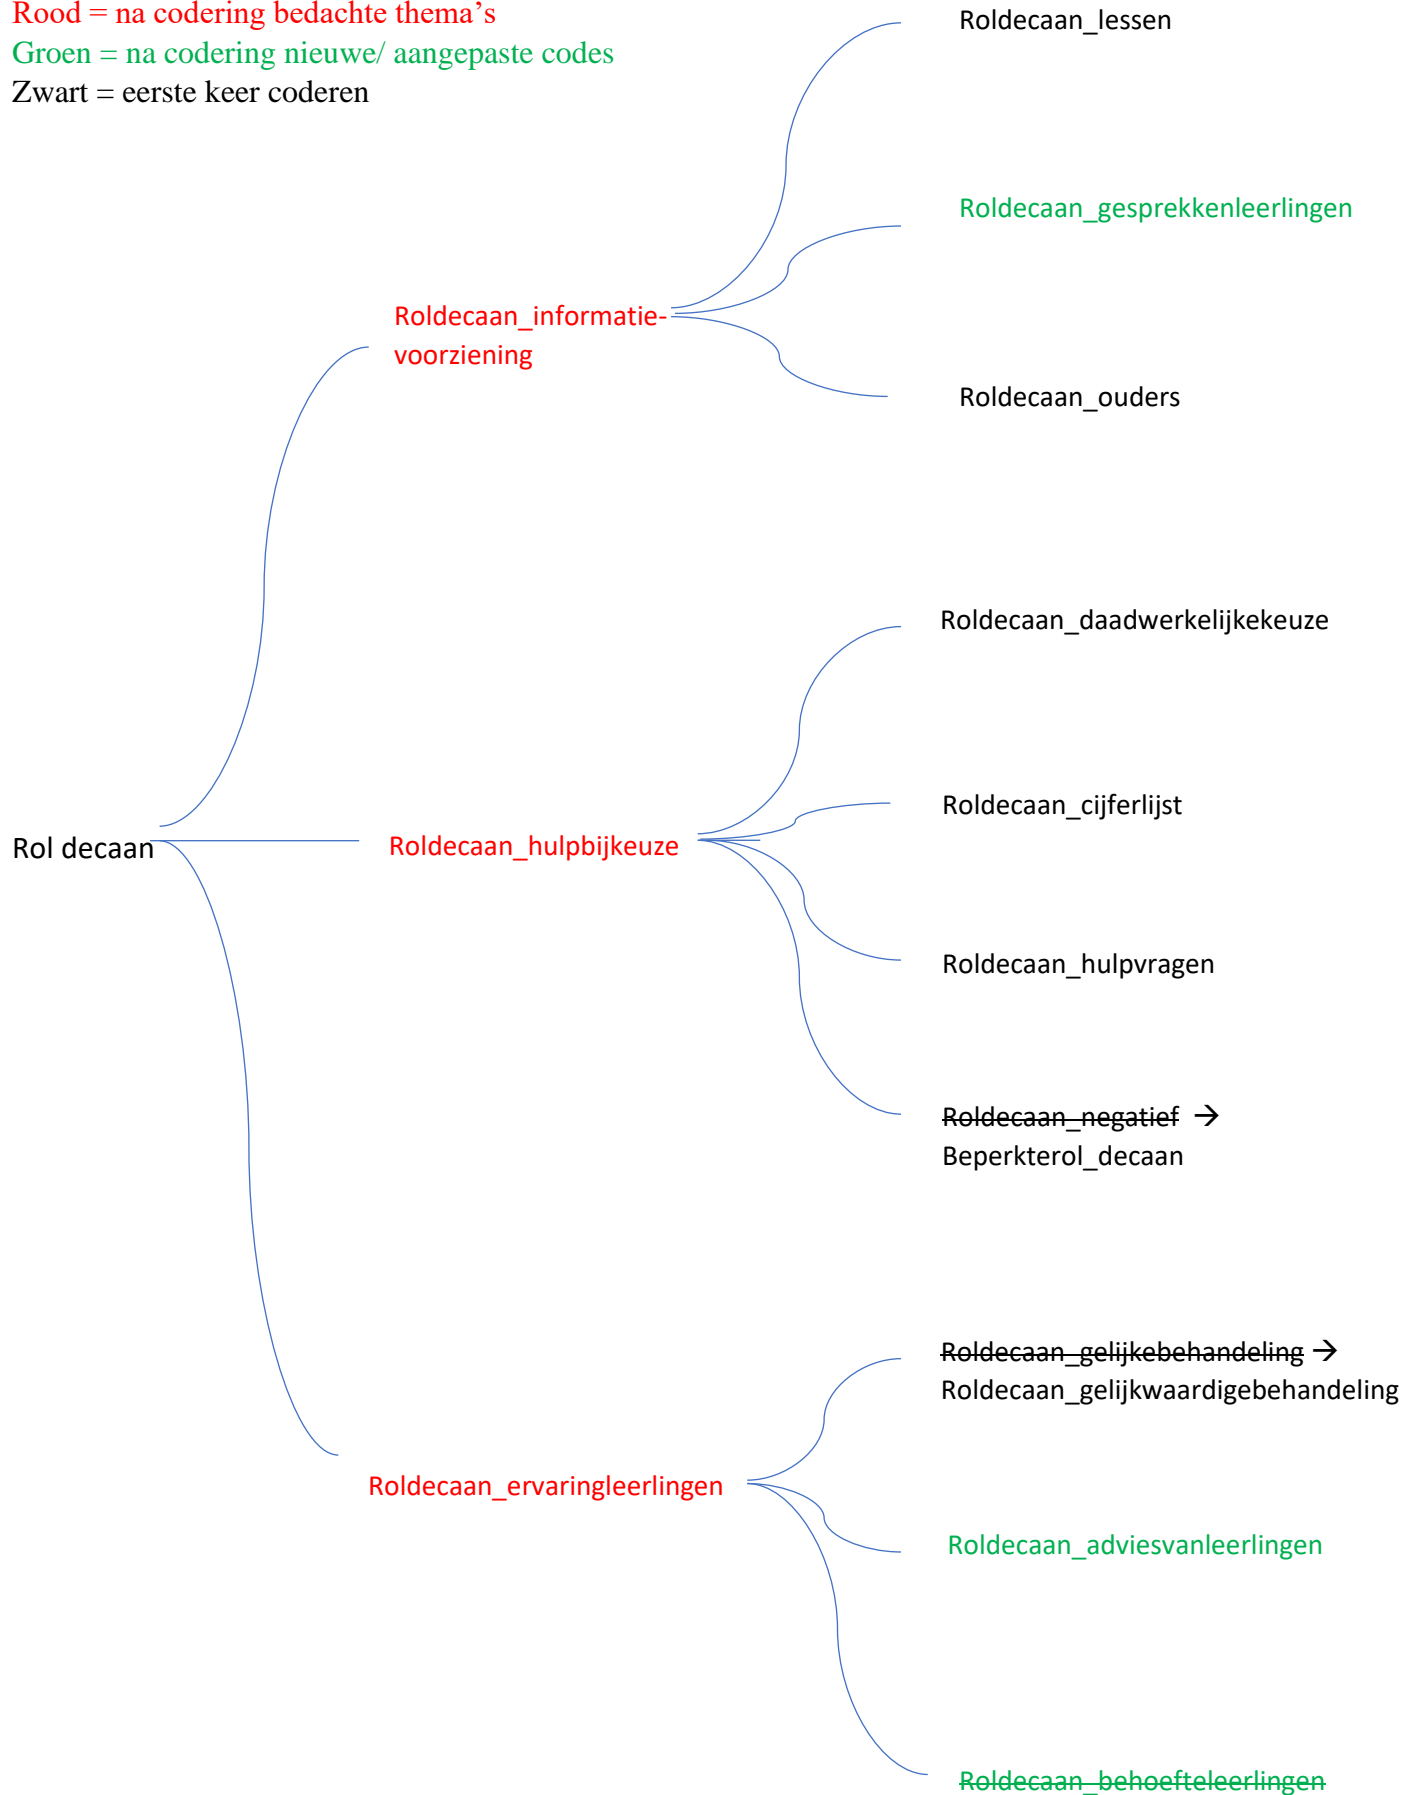 Rood = na codering bedachte thema's
Groen = na codering nieuwe/ aangepaste codes
Zwart = eerste keer coderen
Rol decaan
Roldecaan_informatie-
voorziening
Roldecaan_lessen
Roldecaan_gesprekkenleerlingen
Roldecaan_ouders
Roldecaan_hulpbijkeuze
Roldecaan_daadwerkelijkekeuze
Roldecaan_cijferlijst
Roldecaan_hulpvragen
Roldecaan_negatief →
Beperkterol_decaan
Roldecaan_ervaringleerlingen
Roldecaan_gelijkebehandeling →
Roldecaan_gelijkwaardigebehandeling
Roldecaan_adviesvanleerlingen
Roldecaan_behoefteleerlingen